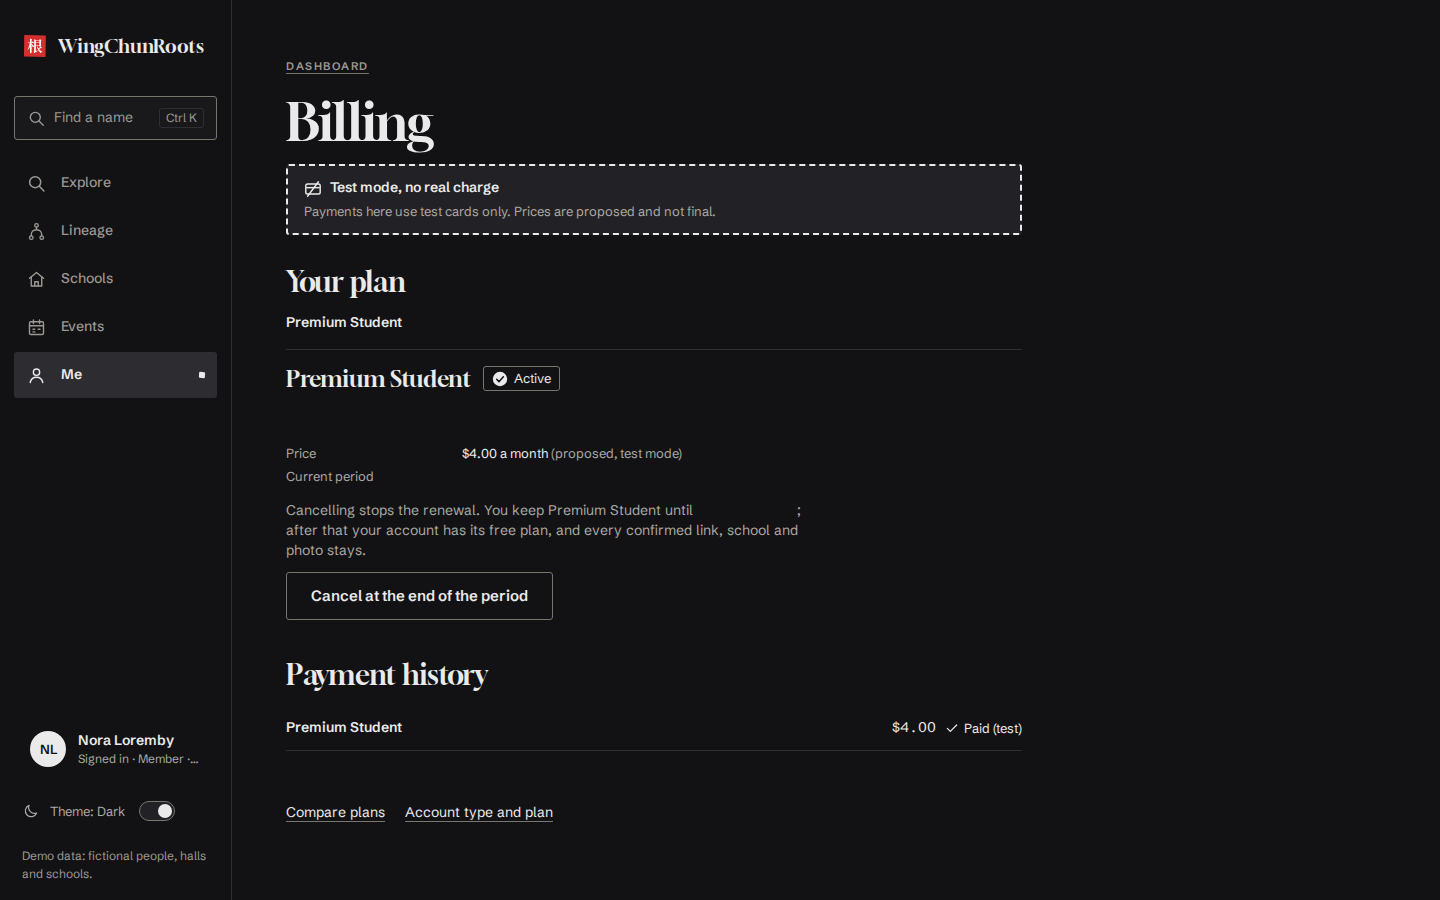 根 WingChunRoots
Find a name Ctrl K
Explore
Lineage
Schools
Events
Me
NL
Nora Loremby
Signed in · Member ·...
Theme: Dark
Demo data: fictional people, halls
and schools.
DASHBOARD
Billing
Test mode, no real charge
Payments here use test cards only. Prices are proposed and not final.
Your plan
Premium Student
Premium Student Active
Price $4.00 a month (proposed, test mode)
Current period
Cancelling stops the renewal. You keep Premium Student until ;
after that your account has its free plan, and every confirmed link, school and
photo stays.
Cancel at the end of the period
Payment history
Premium Student $4.00 Paid (test)
Compare plans Account type and plan